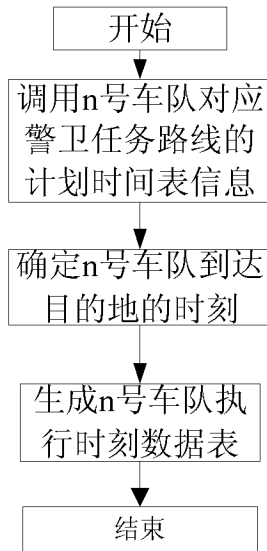 开始
调用n号车队对应
警卫任务路线的
计划时间表信息
确定n号车队到达
目的地的时刻
生成n号车队执
行时刻数据表
结束